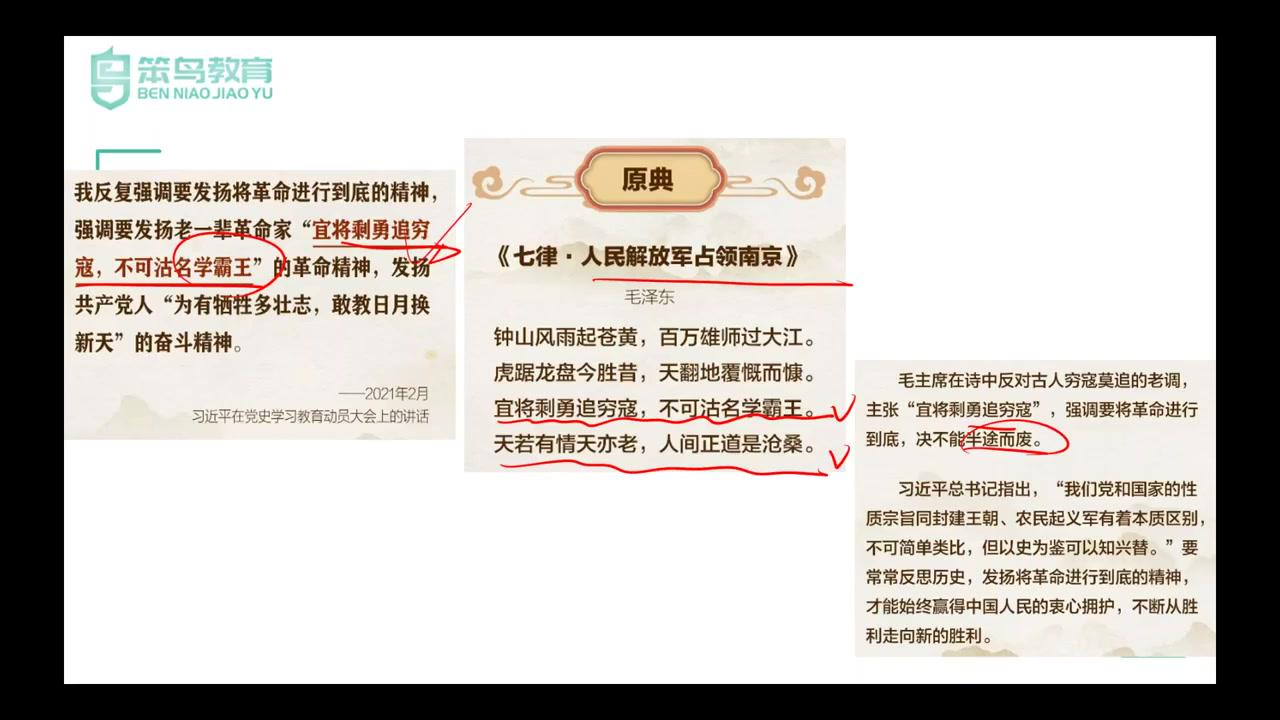 笨鸟教育
BEN NIAO JIAO YU
我反复强调要发扬将革命进行到底的精神，
强调要发扬老一辈革命家“宜将剩勇追穷
寇，不可沽名学霸王”的革命精神，发扬
共产党人“为有牺牲多壮志，敢教日月换
新天”的奋斗精神。
——2021年2月
习近平在党史学习教育动员大会上的讲话
原典
《七律·人民解放军占领南京》
毛泽东
钟山风雨起苍黄，百万雄师过大江。
虎踞龙盘今胜昔，天翻地覆慨而慷。
宜将剩勇追穷寇，不可沽名学霸王。
天若有情天亦老，人间正道是沧桑。
毛主席在诗中反对古人穷寇莫追的老调，
主张“宜将剩勇追穷寇”，强调要将革命进行
到底，决不能半途而废。
习近平总书记指出，“我们党和国家的性
质宗旨同封建王朝、农民起义军有着本质区别，
不可简单类比，但以史为鉴可以知兴替。”要
常常反思历史，发扬将革命进行到底的精神，
才能始终赢得中国人民的衷心拥护，不断从胜
利走向新的胜利。